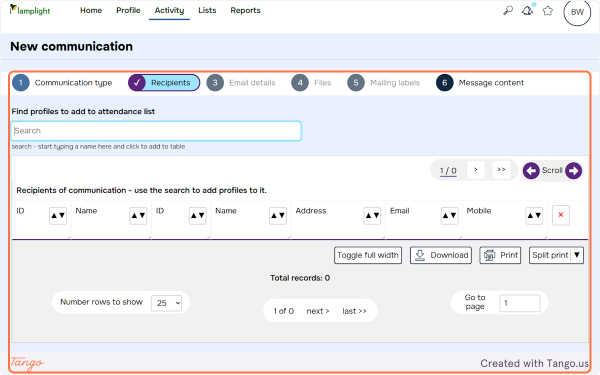 lamplight Home Profile Activity Lists Reports BW
New communication
1 Communication type Recipients 3 Email details 4 Files 5 Mailing labels 6 Message content
Find profiles to add to attendance list
Search
search - start typing a name here and click to add to table
1 / 0 > >> Scroll
Recipients of communication - use the search to add profiles to it.
ID ▲▼ Name ▲▼ ID ▲▼ Name ▲▼ Address ▲▼ Email ▲▼ Mobile ▲▼ ✕
Toggle full width Download Print Split print ▼
Total records: 0
Number rows to show 25 1 of 0 next > last >> Go to page 1
Tango Created with Tango.us